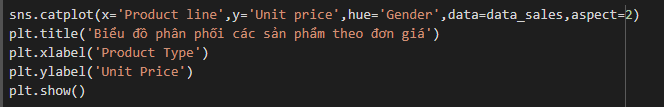 sns.catplot(x='Product line',y='Unit price',hue='Gender',data=data_sales,aspect=2)
plt.title('Biểu đồ phân phối các sản phẩm theo đơn giá')
plt.xlabel('Product Type')
plt.ylabel('Unit Price')
plt.show()